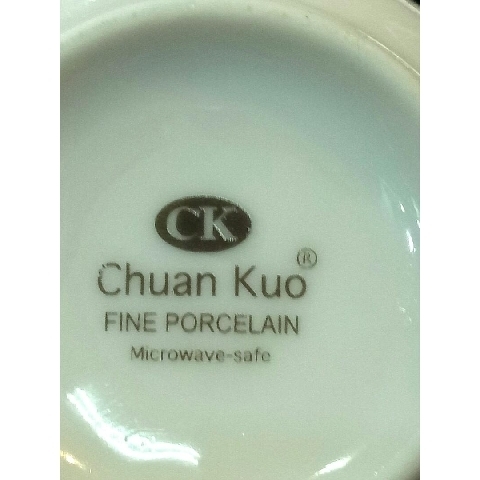 CK
Chuan Kuo®
FINE PORCELAIN
Microwave-safe